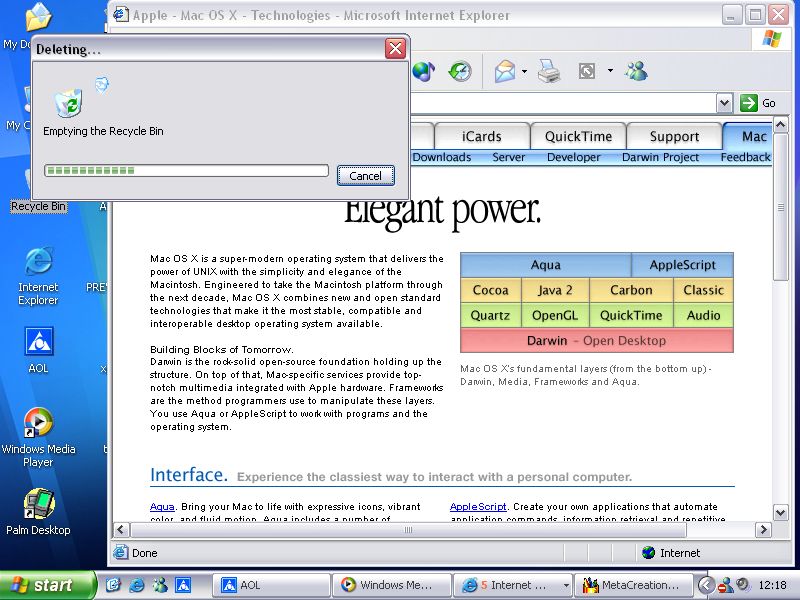 Apple - Mac OS X - Technologies - Microsoft Internet Explorer
Deleting...
Emptying the Recycle Bin
Cancel
Go
iCards
QuickTime
Support
Mac
Downloads
Server
Developer
Darwin Project
Feedback
Elegant power.
Mac OS X is a super-modern operating system that delivers the
power of UNIX with the simplicity and elegance of the
Macintosh. Engineered to take the Macintosh platform through
the next decade, Mac OS X combines new and open standard
technologies that make it the most stable, compatible and
interoperable desktop operating system available.
Building Blocks of Tomorrow.
Darwin is the rock-solid open-source foundation holding up the
structure. On top of that, Mac-specific services provide top-
notch multimedia integrated with Apple hardware. Frameworks
are the method programmers use to manipulate these layers.
You use Aqua or AppleScript to work with programs and the
operating system.
Aqua
AppleScript
Cocoa
Java 2
Carbon
Classic
Quartz
OpenGL
QuickTime
Audio
Darwin - Open Desktop
Mac OS X's fundamental layers (from the bottom up) -
Darwin, Media, Frameworks and Aqua.
Interface. Experience the classiest way to interact with a personal computer.
Aqua. Bring your Mac to life with expressive icons, vibrant
color, and fluid motion. Aqua includes a number of
AppleScript. Create your own applications that automate
application commands, information retrieval and repetitive
Done
Internet
My D
My C
Recycle Bin
A
Internet
Explorer
PRE
AOL
x
Windows Media
Player
t
Palm Desktop
start
AOL
Windows Me...
5 Internet ...
MetaCreation...
12:18